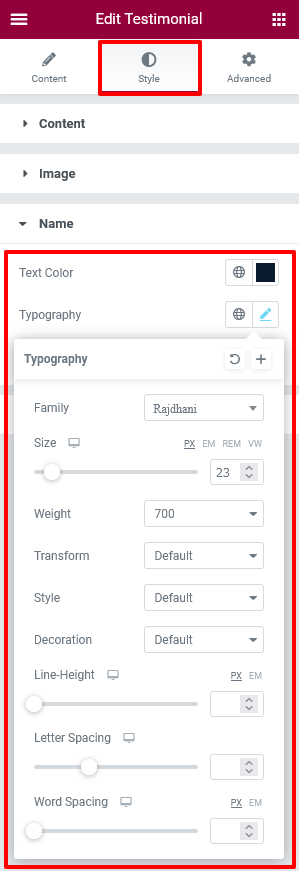 Edit Testimonial
Content Style Advanced
Content
Image
Name
Text Color
Typography
Typography
Family Rajdhani
Size PX EM REM VW
23
Weight 700
Transform Default
Style Default
Decoration Default
Line-Height PX EM
Letter Spacing
Word Spacing PX EM